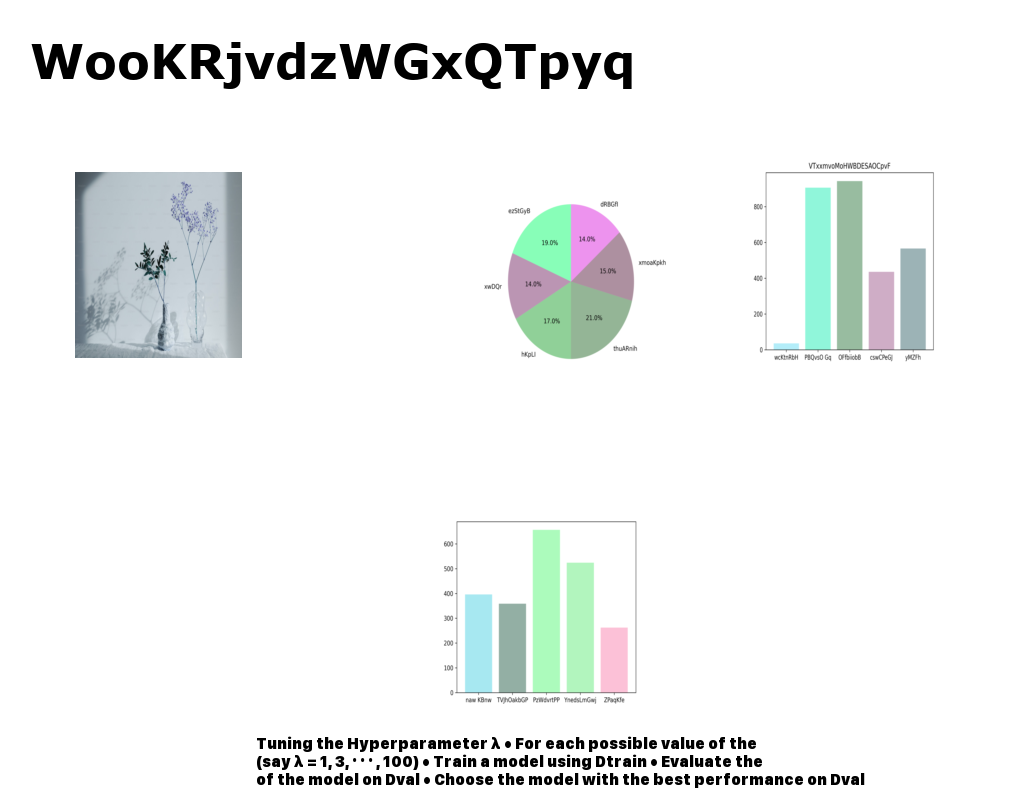 WooKRjvdzWGxQTpyq
VTxxmvoMoHWBDESAOCpvF
ezStGyB
dRBGfl
19.0%
14.0%
xmoaKpkh
15.0%
xwDQr
14.0%
17.0%
21.0%
hKpLl
thuARnih
800
600
400
200
0
wcKtnRbH PBQvsO Gq OFfbiiobB cswCPeGJ yMZFh
600
500
400
300
200
100
0
naw KBnw TVJhOakbGP PzWdvrtPP YnedsLmGwj ZPaqKfe
Tuning the Hyperparameter λ • For each possible value of the
(say λ = 1, 3, · · · , 100) • Train a model using Dtrain • Evaluate the
of the model on Dval • Choose the model with the best performance on Dval